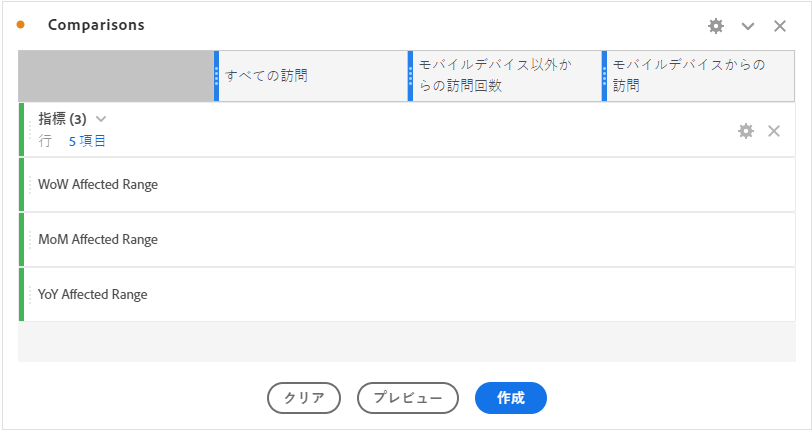 Comparisons
すべての訪問
モバイルデバイス以外か
らの訪問回数
モバイルデバイスからの
訪問
指標 (3)
行 5 項目
WoW Affected Range
MoM Affected Range
YoY Affected Range
クリア プレビュー 作成